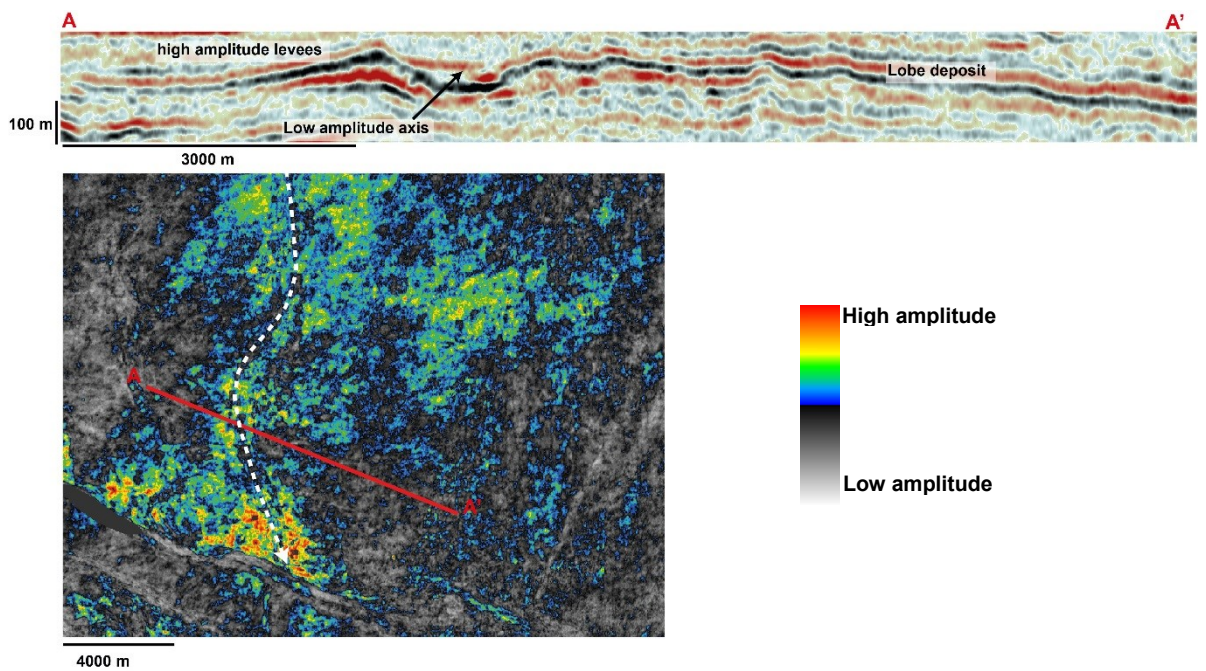 A
A'
high amplitude levees
Lobe deposit
Low amplitude axis
100 m
3000 m
A
A'
High amplitude
Low amplitude
4000 m